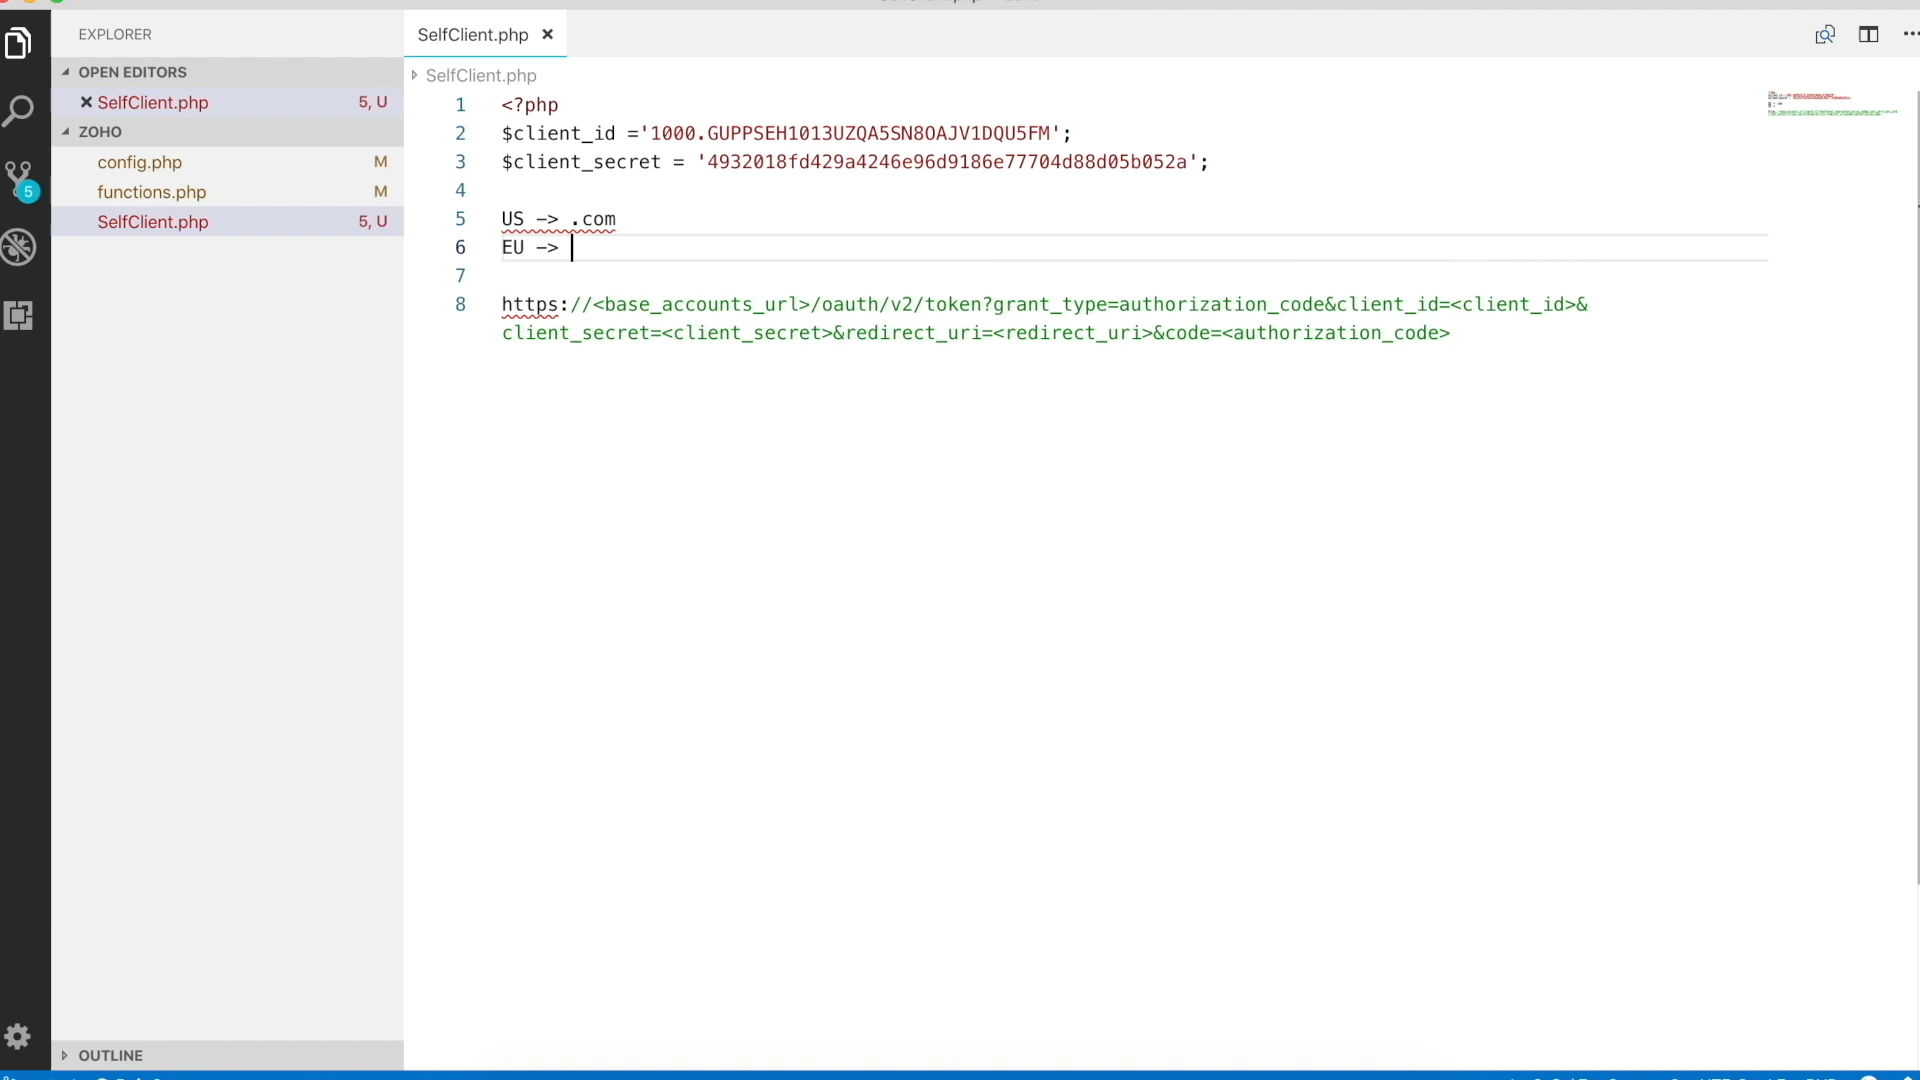 EXPLORER
OPEN EDITORS
SelfClient.php 5, U
ZOHO
config.php M
functions.php M
SelfClient.php 5, U
OUTLINE
5
SelfClient.php
SelfClient.php
1 <?php
2 $client_id ='1000.GUPPSEH1013UZQA5SN8OAJV1DQU5FM';
3 $client_secret = '4932018fd429a4246e96d9186e77704d88d05b052a';
4
5 US -> .com
6 EU ->
7
8 https://<base_accounts_url>/oauth/v2/token?grant_type=authorization_code&client_id=<client_id>&
client_secret=<client_secret>&redirect_uri=<redirect_uri>&code=<authorization_code>